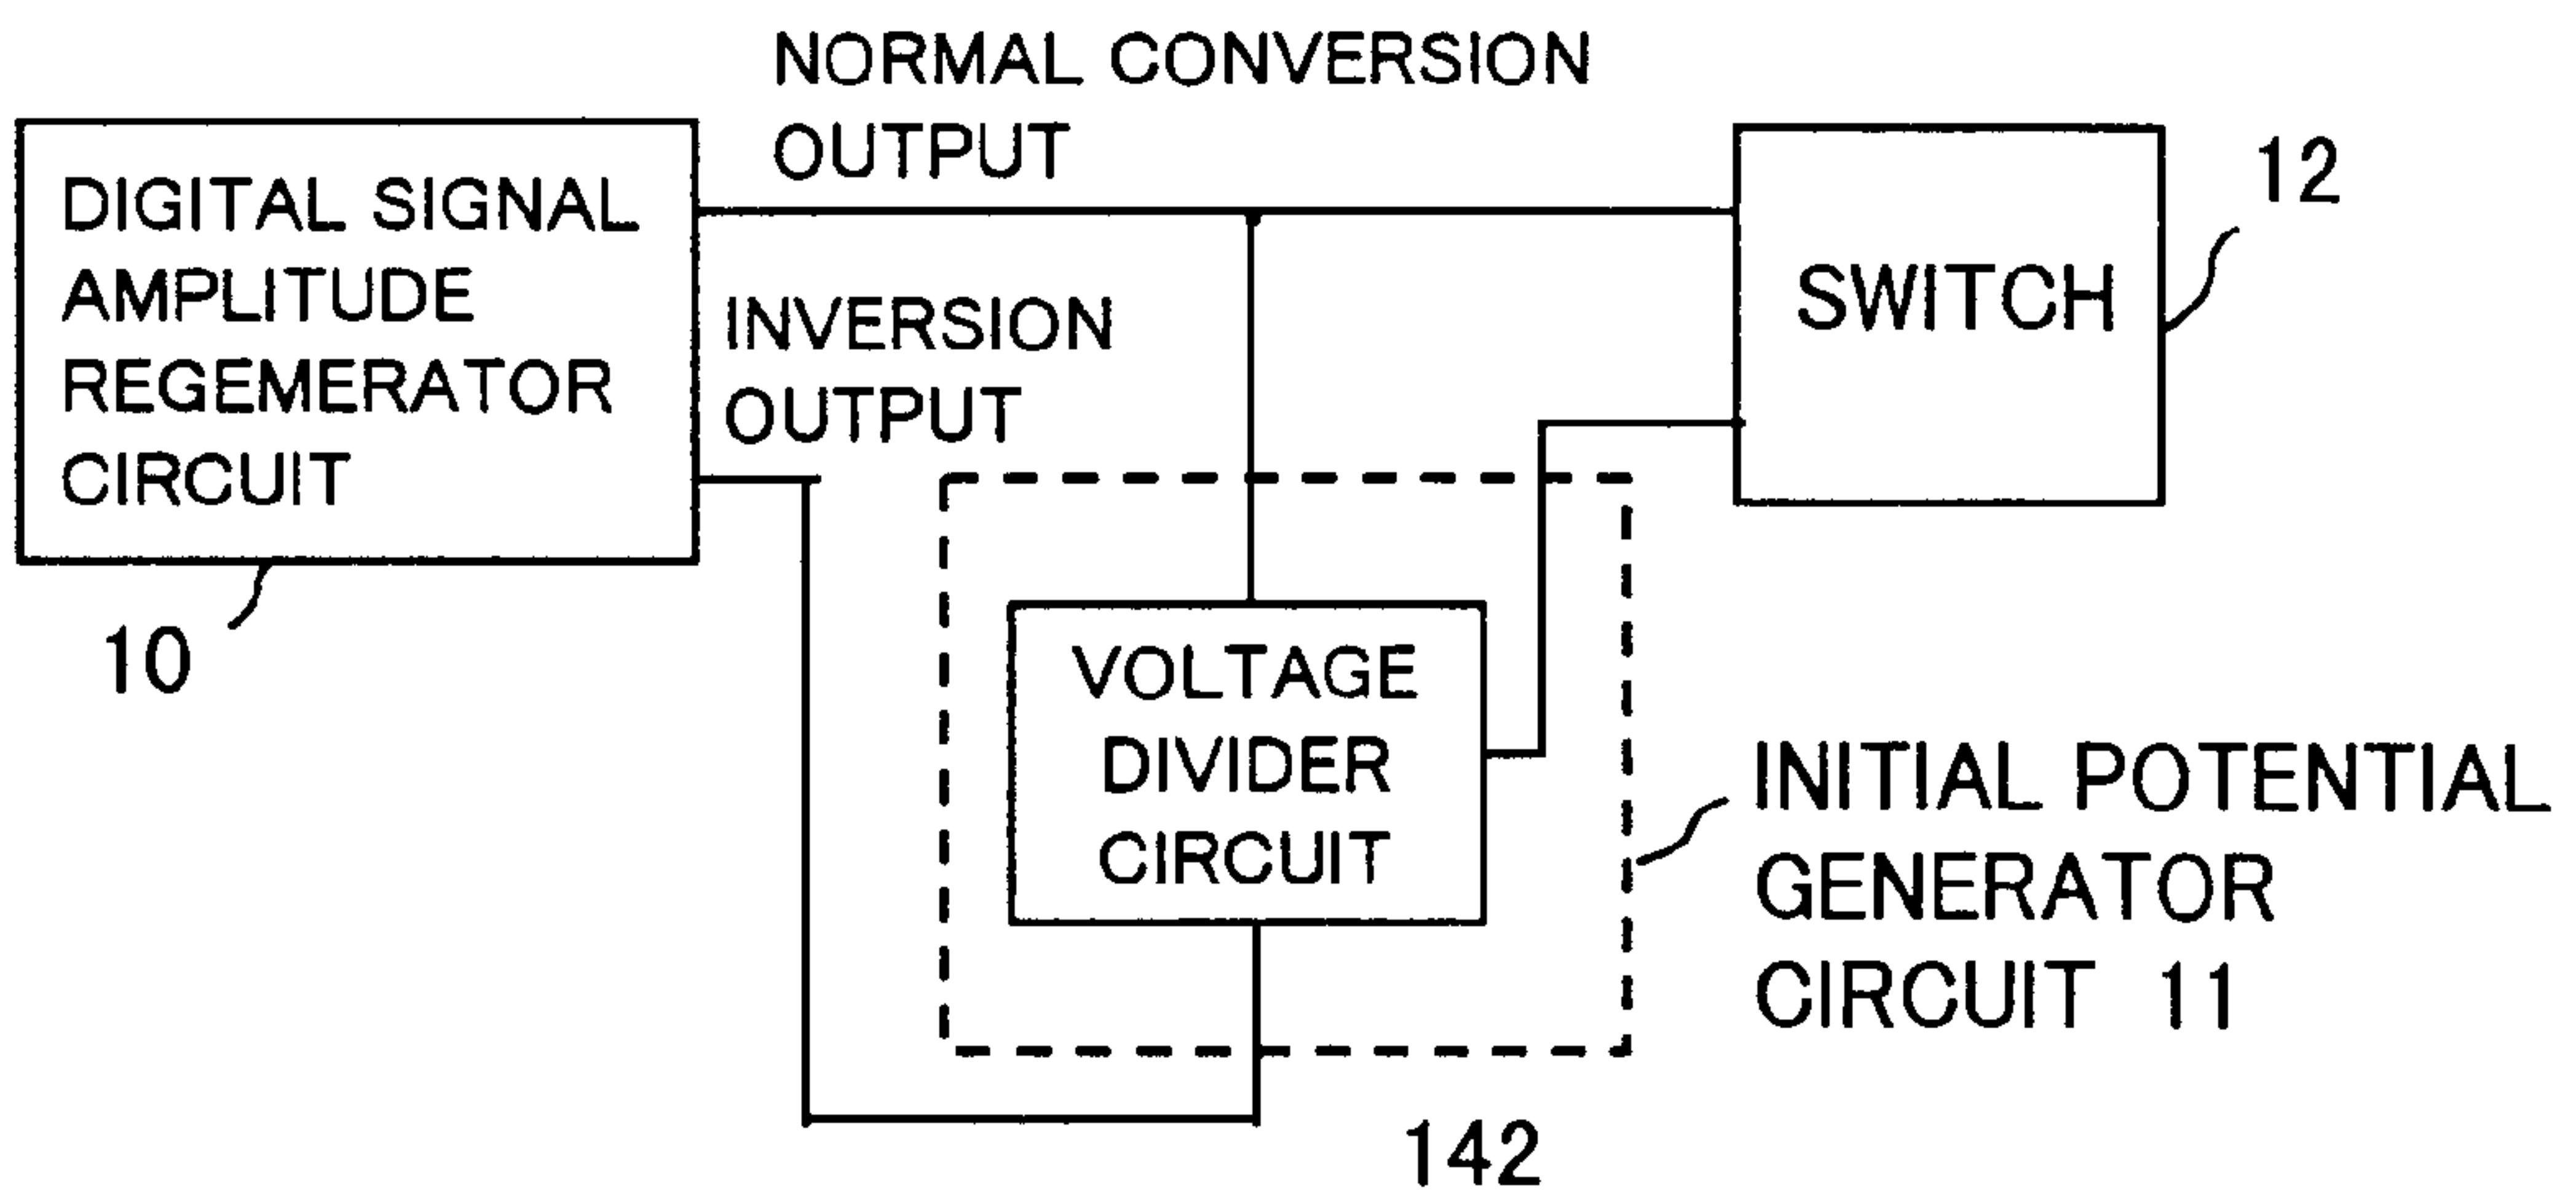 NORMAL CONVERSION
OUTPUT
DIGITAL SIGNAL
AMPLITUDE
REGEMERATOR
CIRCUIT
10
INVERSION
OUTPUT
SWITCH
12
VOLTAGE
DIVIDER
CIRCUIT
INITIAL POTENTIAL
GENERATOR
CIRCUIT 11
142